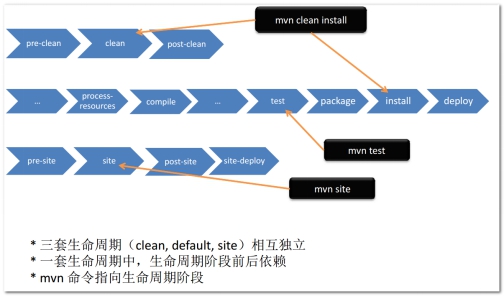 mvn clean install
pre-clean clean post-clean
... process-resources compile ... test package install deploy
mvn test
pre-site site post-site site-deploy
mvn site
* 三套生命周期（clean, default, site）相互独立
* 一套生命周期中，生命周期阶段前后依赖
* mvn 命令指向生命周期阶段